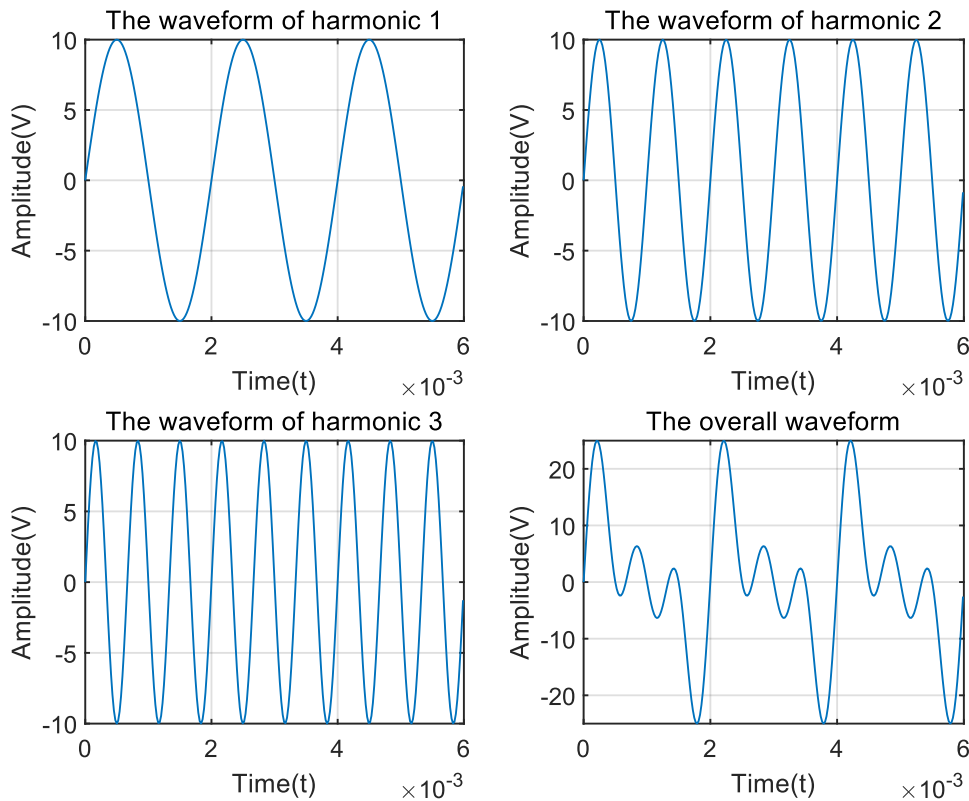 The waveform of harmonic 1
10
5
0
-5
-10
Amplitude(V)
0 2 4 6
Time(t)
×10-3
The waveform of harmonic 2
10
5
0
-5
-10
Amplitude(V)
0 2 4 6
Time(t)
×10-3
The waveform of harmonic 3
10
5
0
-5
-10
Amplitude(V)
0 2 4 6
Time(t)
×10-3
The overall waveform
20
10
0
-10
-20
Amplitude(V)
0 2 4 6
Time(t)
×10-3